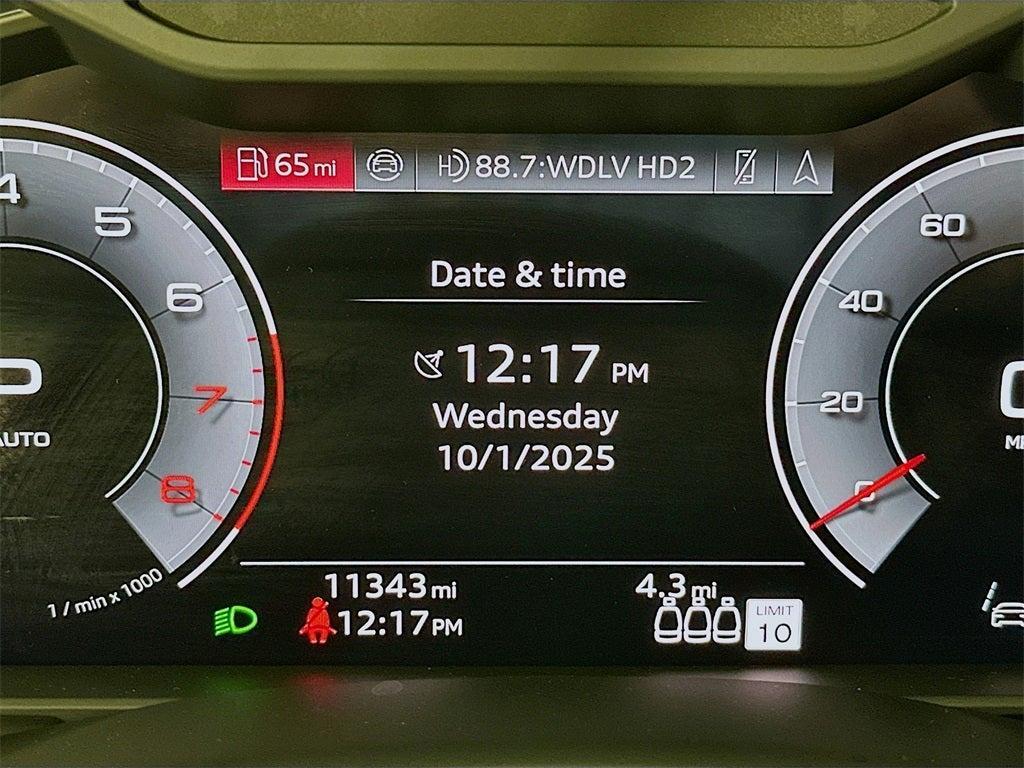 65 mi
88.7:WDLV HD2
4
5
6
7
8
AUTO
1 / min x 1000
Date & time
12:17 PM
Wednesday
10/1/2025
60
40
20
0
11343 mi
12:17 PM
4.3 mi
LIMIT
10